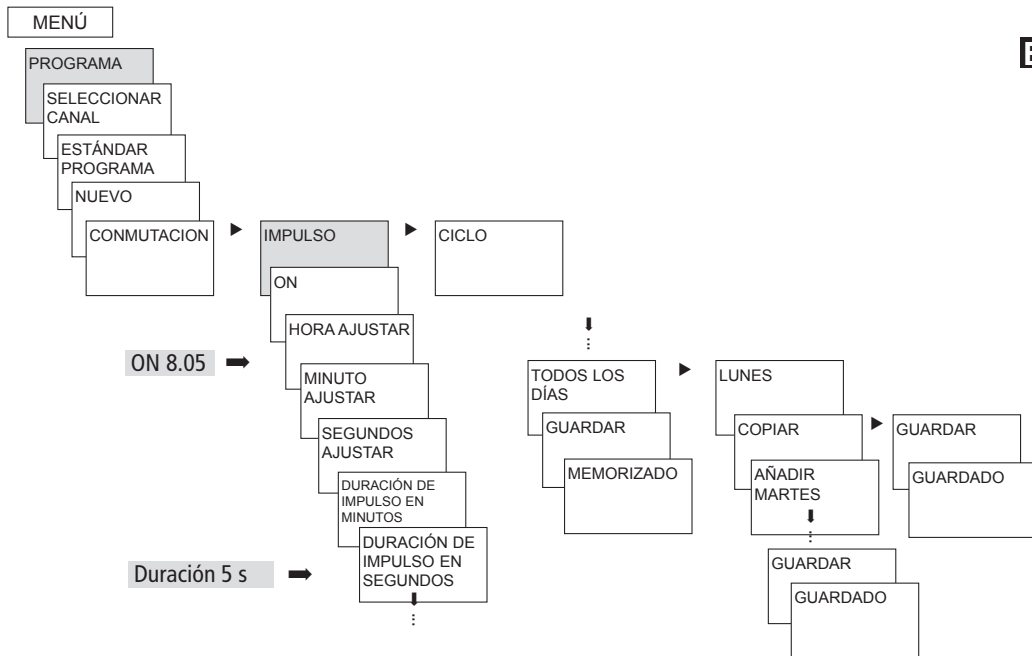 MENÚ
PROGRAMA
SELECCIONAR
CANAL
ESTÁNDAR
PROGRAMA
NUEVO
CONMUTACION
IMPULSO
CICLO
ON
HORA AJUSTAR
ON 8.05
MINUTO
AJUSTAR
SEGUNDOS
AJUSTAR
DURACIÓN DE
IMPULSO EN
MINUTOS
Duración 5 s
DURACIÓN DE
IMPULSO EN
SEGUNDOS
TODOS LOS
DÍAS
GUARDAR
MEMORIZADO
LUNES
COPIAR
AÑADIR
MARTES
GUARDAR
GUARDADO
GUARDAR
GUARDADO